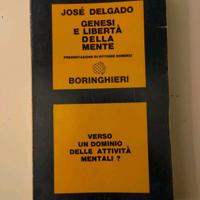 JOSÉ DELGADO
GENESI
E LIBERTÀ
DELLA
MENTE
PRESENTAZIONE DI VITTORIO SOMENZI
BORINGHIERI
VERSO
UN DOMINIO
DELLE ATTIVITÀ
MENTALI ?